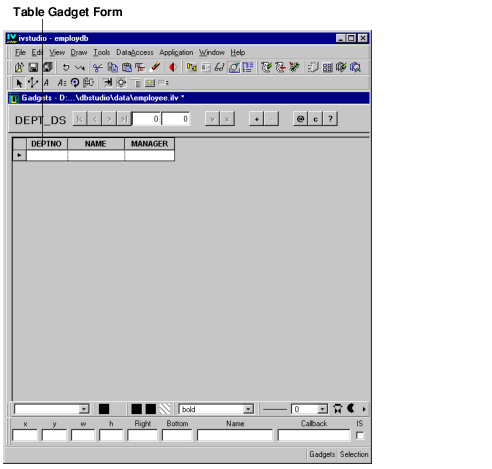 Table Gadget Form
ivstudio - employdb
File Edit View Draw Tools DataAccess Application Window Help
A A
Gadgets - D:...\dbstudio\data\employee.ilv *
DEPT_DS 0 0 v x + - @ c ?
DEPTNO NAME MANAGER
bold 0
x y w h Right Bottom Name Callback IS
Gadgets Selection